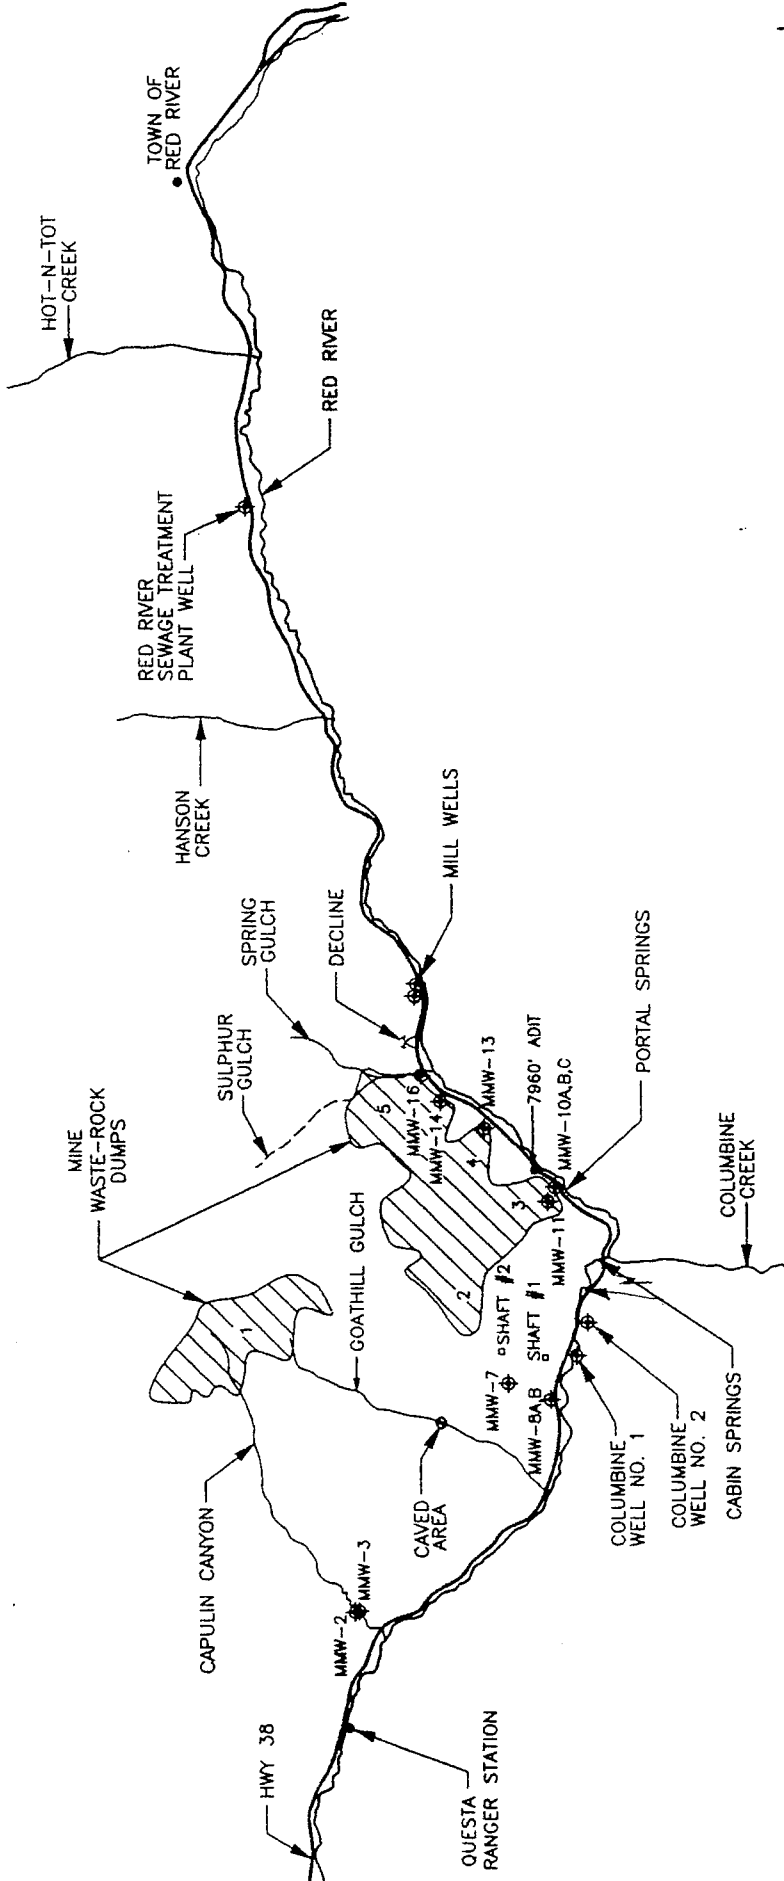 TOWN OF
RED RIVER
HOT-N-TOT
CREEK
RED RIVER
RED RIVER
SEWAGE TREATMENT
PLANT WELL
HANSON
CREEK
MILL WELLS
SPRING
GULCH
DECLINE
SULPHUR
GULCH
MINE
WASTE-ROCK
DUMPS
5
MMW-16
MMW-14
MMW-13
4
7960' ADIT
PORTAL SPRINGS
MMW-10A,B,C
3
MMW-11
2
COLUMBINE
CREEK
1
GOATHILL GULCH
SHAFT #2
SHAFT #1
MMW-7
MMW-8A,B
CAVED
AREA
COLUMBINE
WELL NO. 1
COLUMBINE
WELL NO. 2
CABIN SPRINGS
CAPULIN CANYON
MMW-2
MMW-3
HWY 38
QUESTA
RANGER STATION